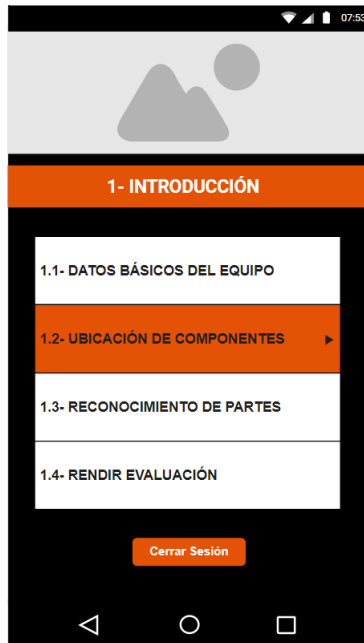 07:53
1- INTRODUCCIÓN
1.1- DATOS BÁSICOS DEL EQUIPO
1.2- UBICACIÓN DE COMPONENTES
1.3- RECONOCIMIENTO DE PARTES
1.4- RENDIR EVALUACIÓN
Cerrar Sesión